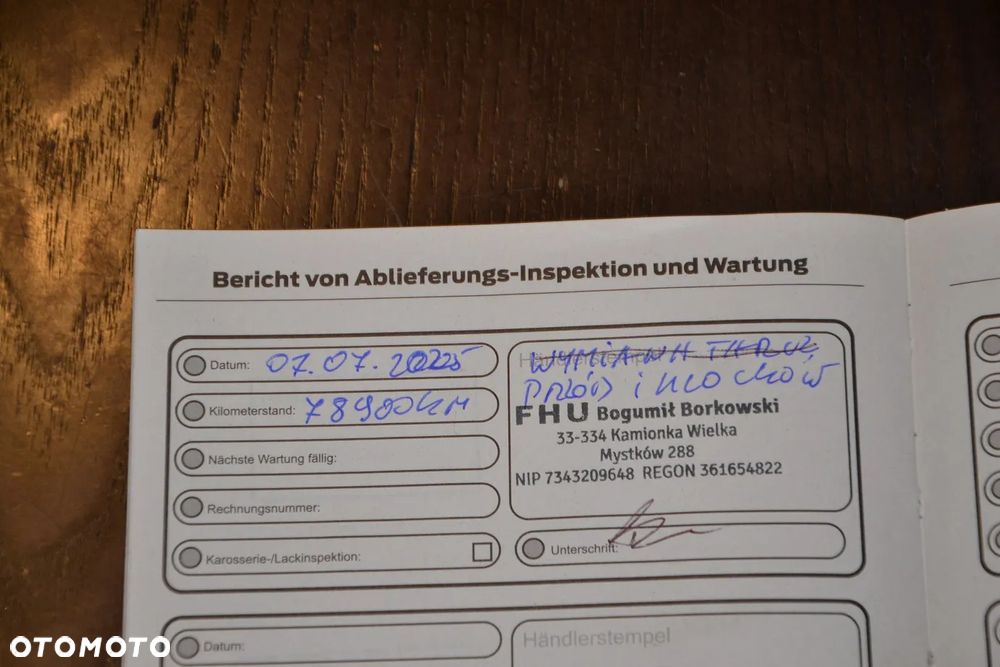 Bericht von Ablieferungs-Inspektion und Wartung
Datum: 07.07.2025
Kilometerstand: 78980km
Nächste Wartung fällig:
Rechnungsnummer:
Karosserie-/Lackinspektion:
Händlerstempel
WYMIANA TARCZ
PRZÓD i KLOCKÓW
FHU Bogumił Borkowski
33-334 Kamionka Wielka
Mystków 288
NIP 7343209648 REGON 361654822
Unterschrift:
Datum:
Händlerstempel
OTOMOTO